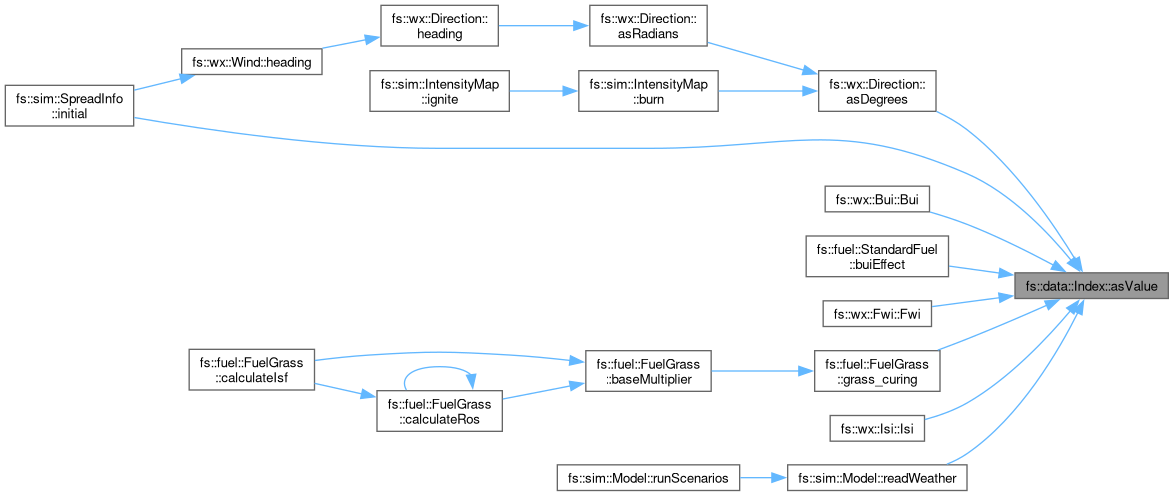 fs::wx::Direction::
heading
fs::wx::Direction::
asRadians
fs::wx::Wind::heading
fs::sim::IntensityMap
::ignite
fs::sim::IntensityMap
::burn
fs::wx::Direction::
asDegrees
fs::sim::SpreadInfo
::initial
fs::wx::Bui::Bui
fs::fuel::StandardFuel
::buiEffect
fs::data::Index::asValue
fs::wx::Fwi::Fwi
fs::fuel::FuelGrass
::calculateIsf
fs::fuel::FuelGrass
::baseMultiplier
fs::fuel::FuelGrass
::grass_curing
fs::fuel::FuelGrass
::calculateRos
fs::wx::Isi::Isi
fs::sim::Model::runScenarios
fs::sim::Model::readWeather